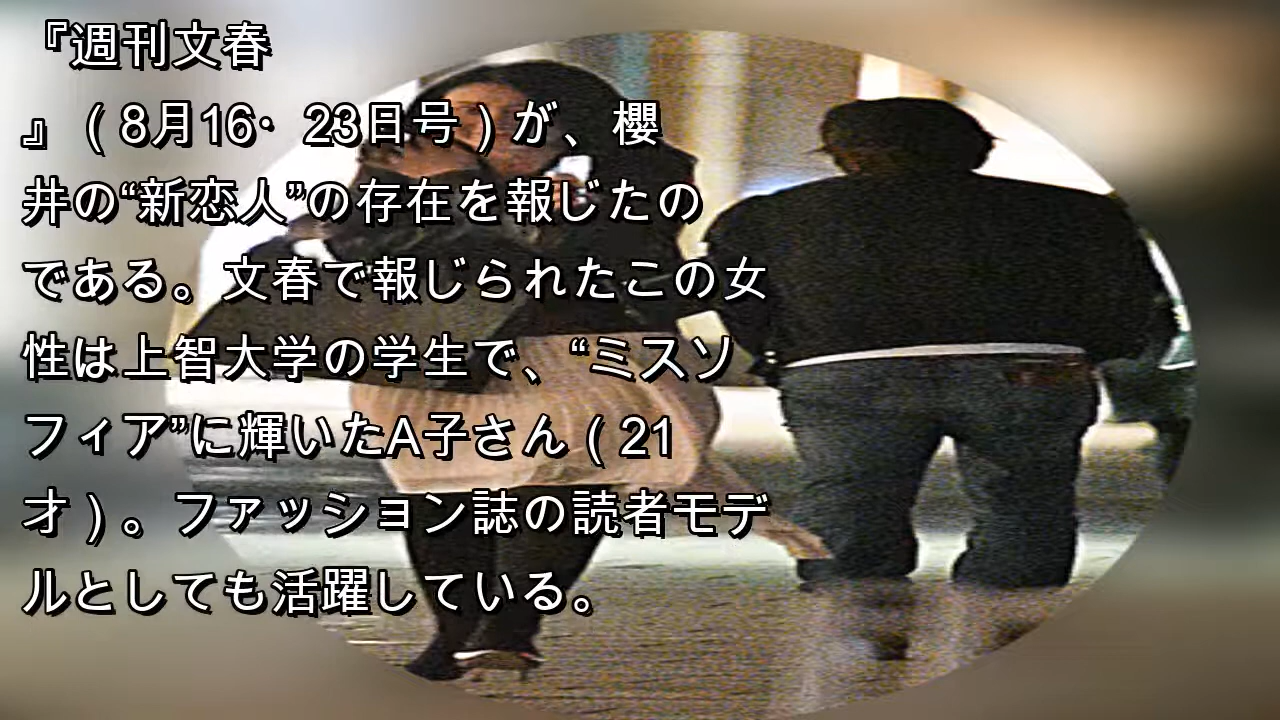 『週刊文春
』（8月16・23日号）が、櫻
井の“新恋人”の存在を報じたの
である。文春で報じられたこの女
性は上智大学の学生で、“ミスソ
フィア”に輝いたA子さん（21
才）。ファッション誌の読者モデ
ルとしても活躍している。